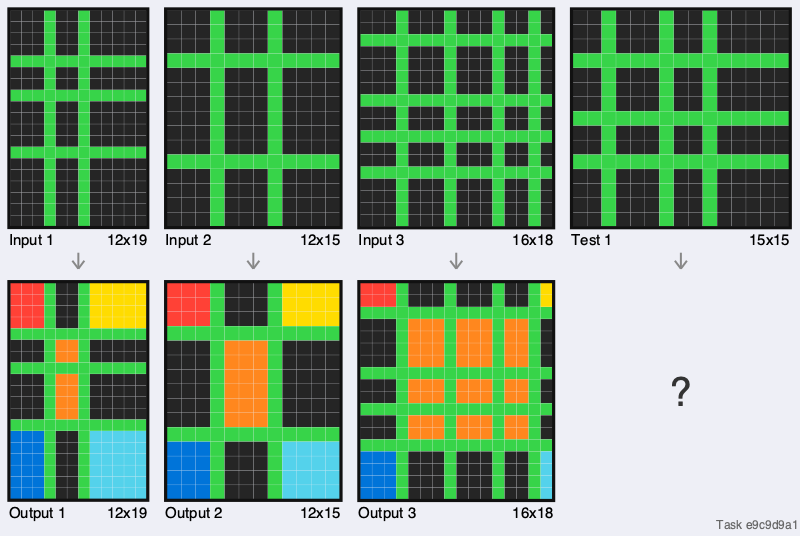 Input 1 12x19
Input 2 12x15
Input 3 16x18
Test 1 15x15
?
Output 1 12x19
Output 2 12x15
Output 3 16x18
Task e9c9d9a1